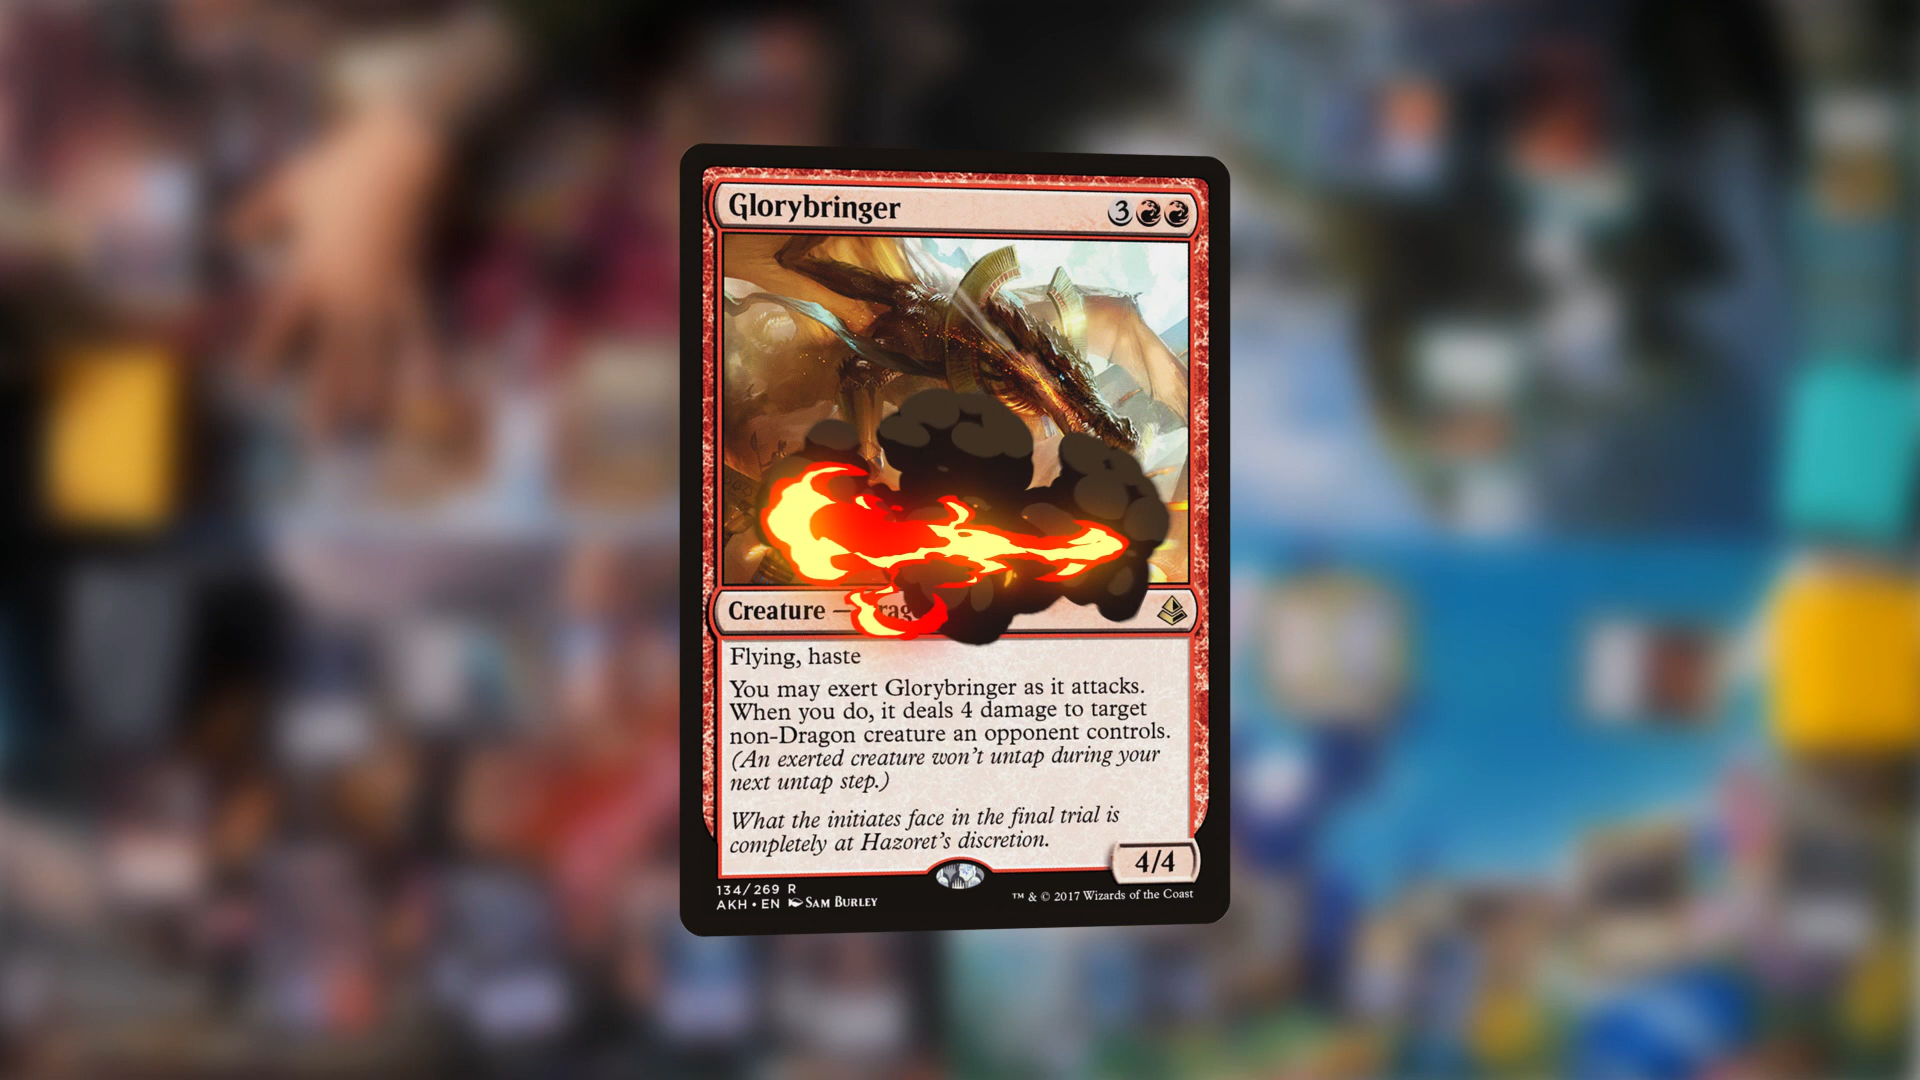 Glorybringer 3
Creature —
Flying, haste
You may exert Glorybringer as it attacks.
When you do, it deals 4 damage to target
non-Dragon creature an opponent controls.
(An exerted creature won't untap during your
next untap step.)
What the initiates face in the final trial is
completely at Hazoret's discretion.
4/4
134/269 R
AKH • EN SAM BURLEY
™ & © 2017 Wizards of the Coast